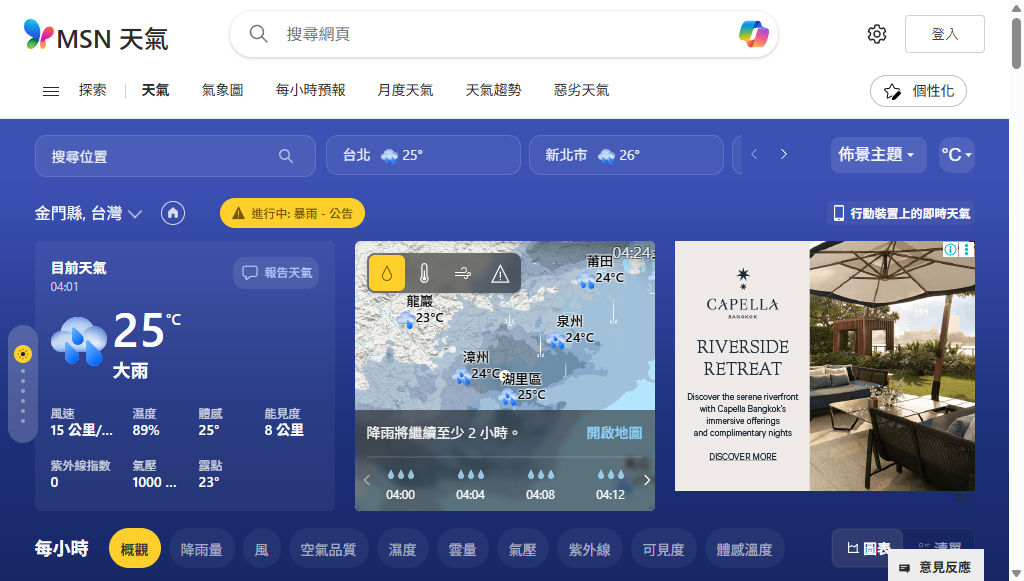 MSN 天氣
搜尋網頁
登入
探索
天氣
氣象圖
每小時預報
月度天氣
天氣趨勢
惡劣天氣
個性化
搜尋位置
台北 25°
新北市 26°
佈景主題
°C
金門縣, 台灣
進行中: 暴雨 - 公告
行動裝置上的即時天氣
目前天氣
04:01
報告天氣
25°C
大雨
風速
15 公里/...
濕度
89%
體感
25°
能見度
8 公里
紫外線指數
0
氣壓
1000 ...
露點
23°
04:24
莆田
24°C
龍巖
23°C
泉州
24°C
漳州
24°C
湖里區
25°C
降雨將繼續至少 2 小時。
開啟地圖
04:00
04:04
04:08
04:12
CAPELLA
BANGKOK
RIVERSIDE
RETREAT
Discover the serene riverfront
with Capella Bangkok's
immersive offerings
and complimentary nights
DISCOVER MORE
每小時
概觀
降雨量
風
空氣品質
濕度
雲量
氣壓
紫外線
可見度
體感溫度
圖表
清單
意見反應